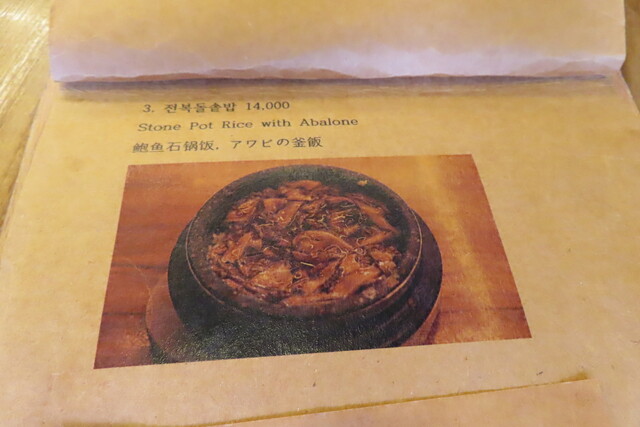 3. 전복돌솥밥 14,000
Stone Pot Rice with Abalone
鲍鱼石锅饭. アワビの釜飯